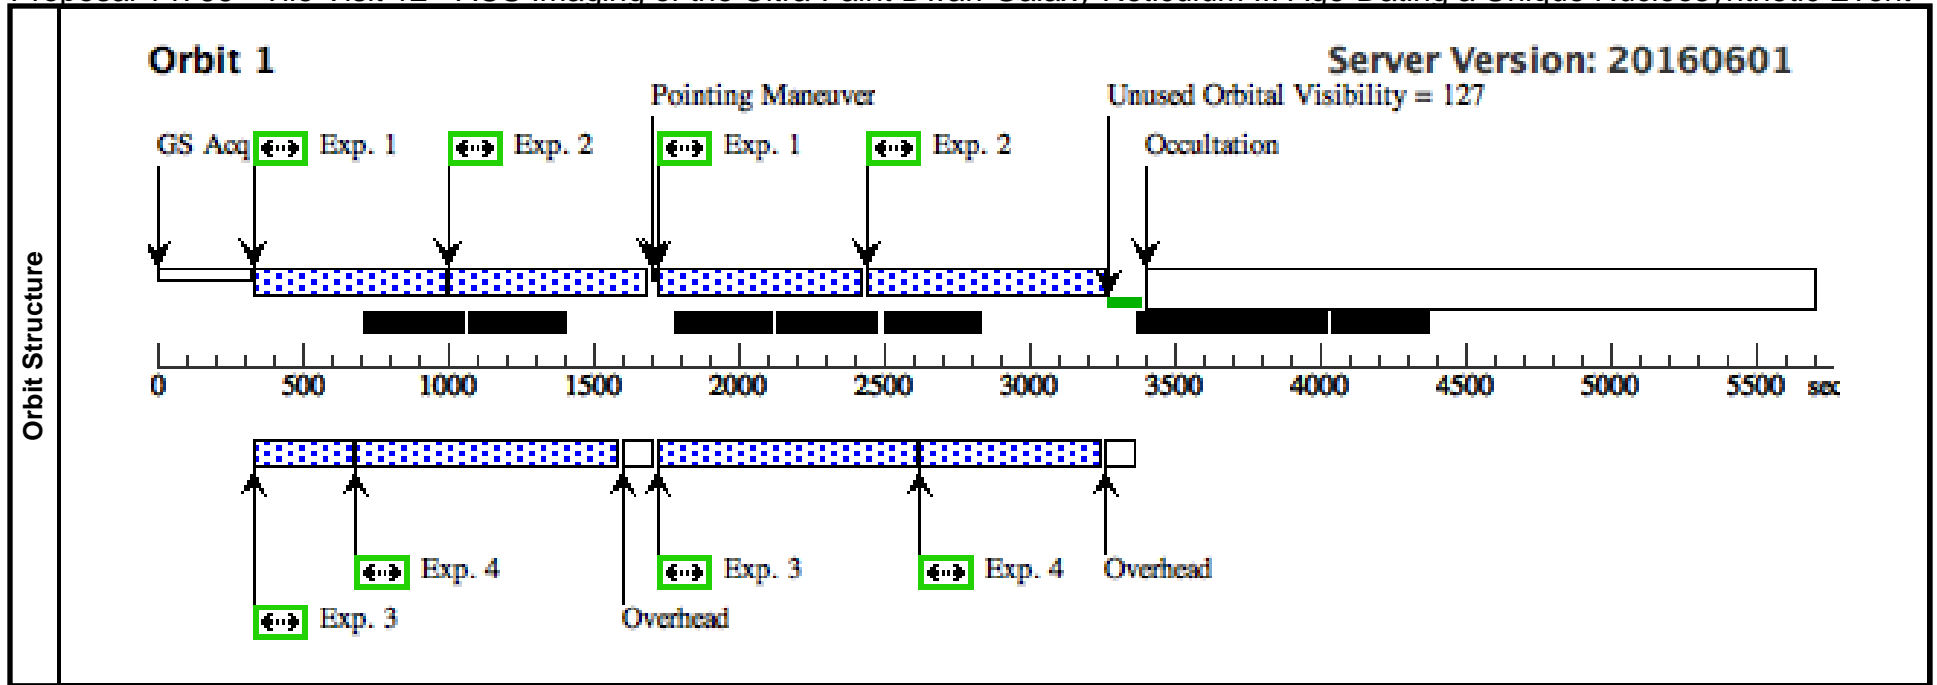 Orbit 1
Server Version: 20160601
Pointing Maneuver
Unused Orbital Visibility = 127
GS Acq
Exp. 1
Exp. 2
Exp. 1
Exp. 2
Occultation
Orbit Structure
0 500 1000 1500 2000 2500 3000 3500 4000 4500 5000 5500 sec
Exp. 4
Exp. 3
Exp. 4
Overhead
Exp. 3
Overhead